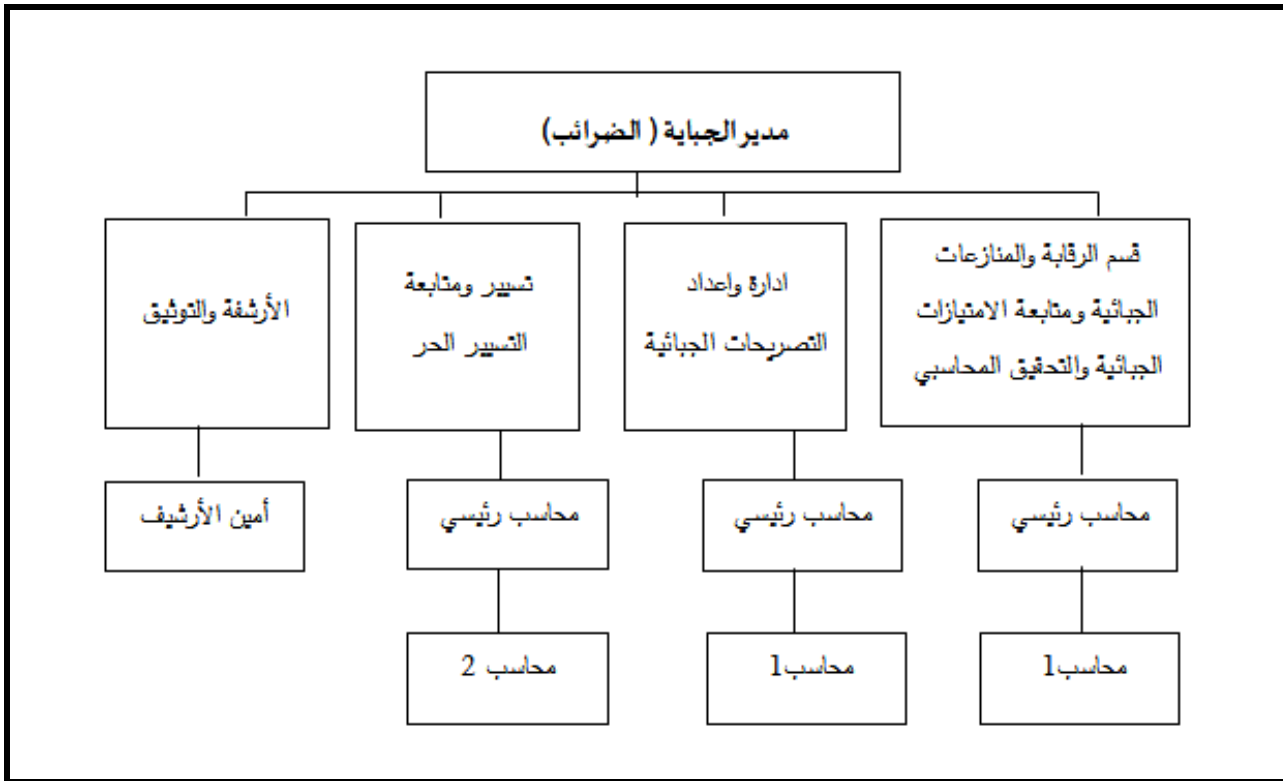 مدير الجباية ( الضرائب)
قسم الرقابة والمنازعات
الجبائية ومتابعة الامتيازات
الجبائية والتحقيق المحاسبي
ادارة واعداد
التصريحات الجبائية
تسيير ومتابعة
التسيير الحر
الأرشفة والتوثيق
محاسب رئيسي
محاسب رئيسي
محاسب رئيسي
أمين الأرشيف
محاسب1
محاسب1
محاسب 2